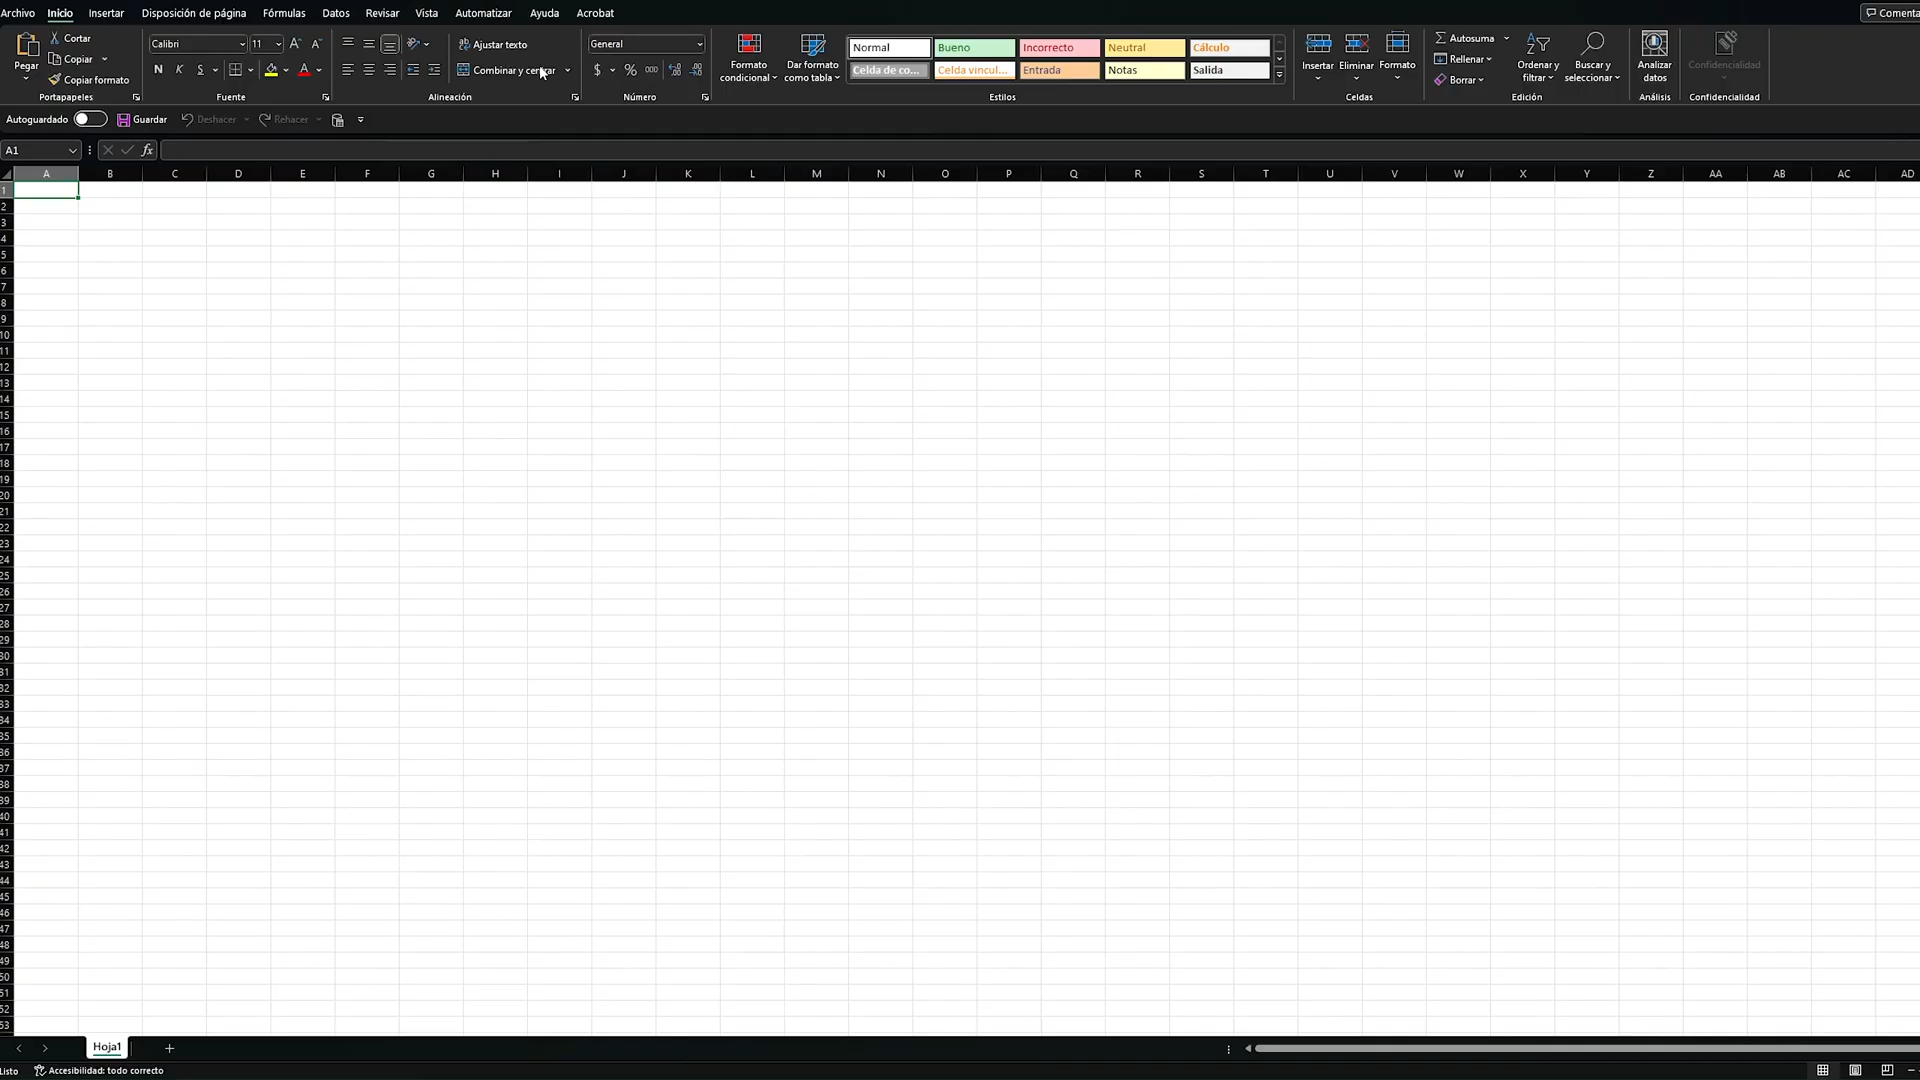 Archivo Inicio Insertar Disposición de página Fórmulas Datos Revisar Vista Automatizar Ayuda Acrobat Comenta
Pegar Cortar Copiar Copiar formato Portapapeles
Calibri 11 N K S A Fuente
Ajustar texto Combinar y centrar Alineación
General $ % 000 Número
Formato condicional Dar formato como tabla
Normal Bueno Incorrecto Neutral Cálculo
Celda de co... Celda vincul... Entrada Notas Salida
Estilos
Insertar Eliminar Formato Celdas
Autosuma Rellenar Borrar Ordenar y filtrar Buscar y seleccionar Edición
Analizar datos Análisis
Confidencialidad Confidencialidad
Autoguardado Guardar Deshacer Rehacer
A1 fx
A B C D E F G H I J K L M N O P Q R S T U V W X Y Z AA AB AC AD
1
2
3
4
5
6
7
8
9
10
11
12
13
14
15
16
17
18
19
20
21
22
23
24
25
26
27
28
29
30
31
32
33
34
35
36
37
38
39
40
41
42
43
44
45
46
47
48
49
50
51
52
53
Hoja1
Listo Accesibilidad: todo correcto